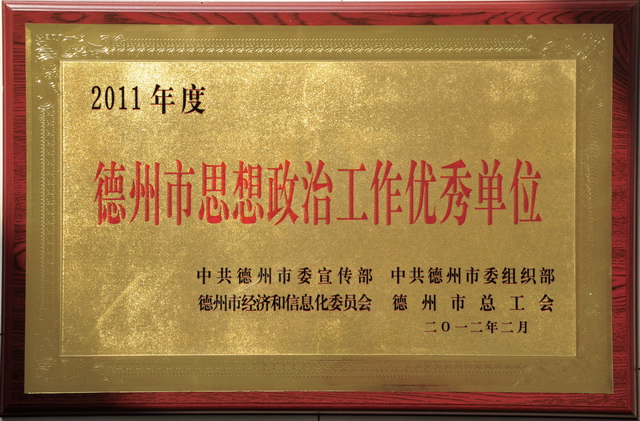 2011年度
德州市思想政治工作优秀单位
中共德州市委宣传部 中共德州市委组织部
德州市经济和信息化委员会 德州市总工会
二〇一二年二月